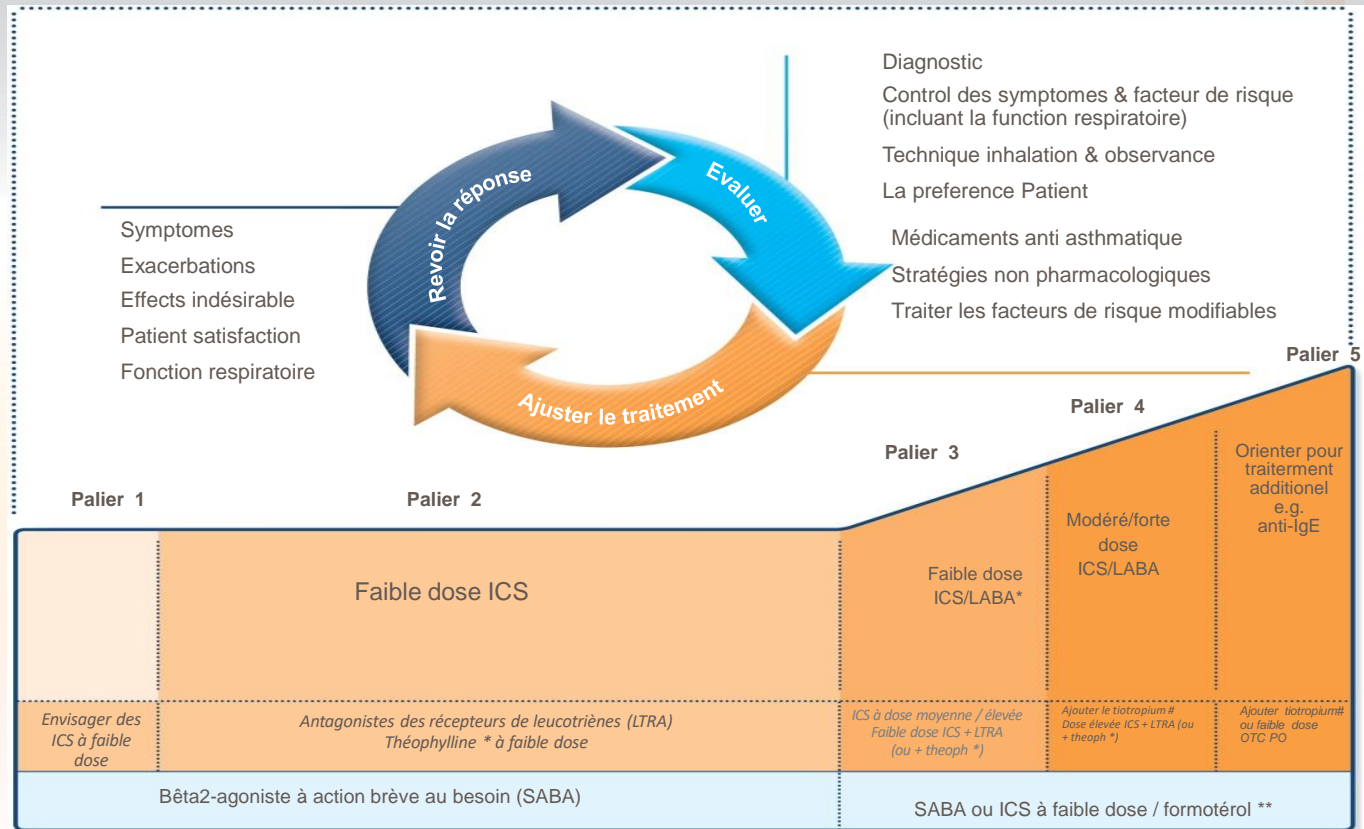 Diagnostic
Control des symptomes & facteur de risque
(incluant la function respiratoire)
Technique inhalation & observance
La preference Patient
Médicaments anti asthmatique
Stratégies non pharmacologiques
Traiter les facteurs de risque modifiables
Revoir la réponse
Evaluer
Ajuster le traitement
Symptomes
Exacerbations
Effects indésirable
Patient satisfaction
Fonction respiratoire
Palier 1
Palier 2
Palier 3
Palier 4
Palier 5
Faible dose ICS
Faible dose
ICS/LABA*
Modéré/forte
dose
ICS/LABA
Orienter pour
traiterment
additionel
e.g.
anti-IgE
Envisager des
ICS à faible
dose
Antagonistes des récepteurs de leucotriènes (LTRA)
Théophylline * à faible dose
ICS à dose moyenne / élevée
Faible dose ICS + LTRA
(ou + theoph *)
Ajouter le tiotropium #
Dose élevée ICS + LTRA (ou
+ theoph *)
Ajouter tiotropium#
ou faible dose
OTC PO
Bêta2-agoniste à action brève au besoin (SABA)
SABA ou ICS à faible dose / formotérol **